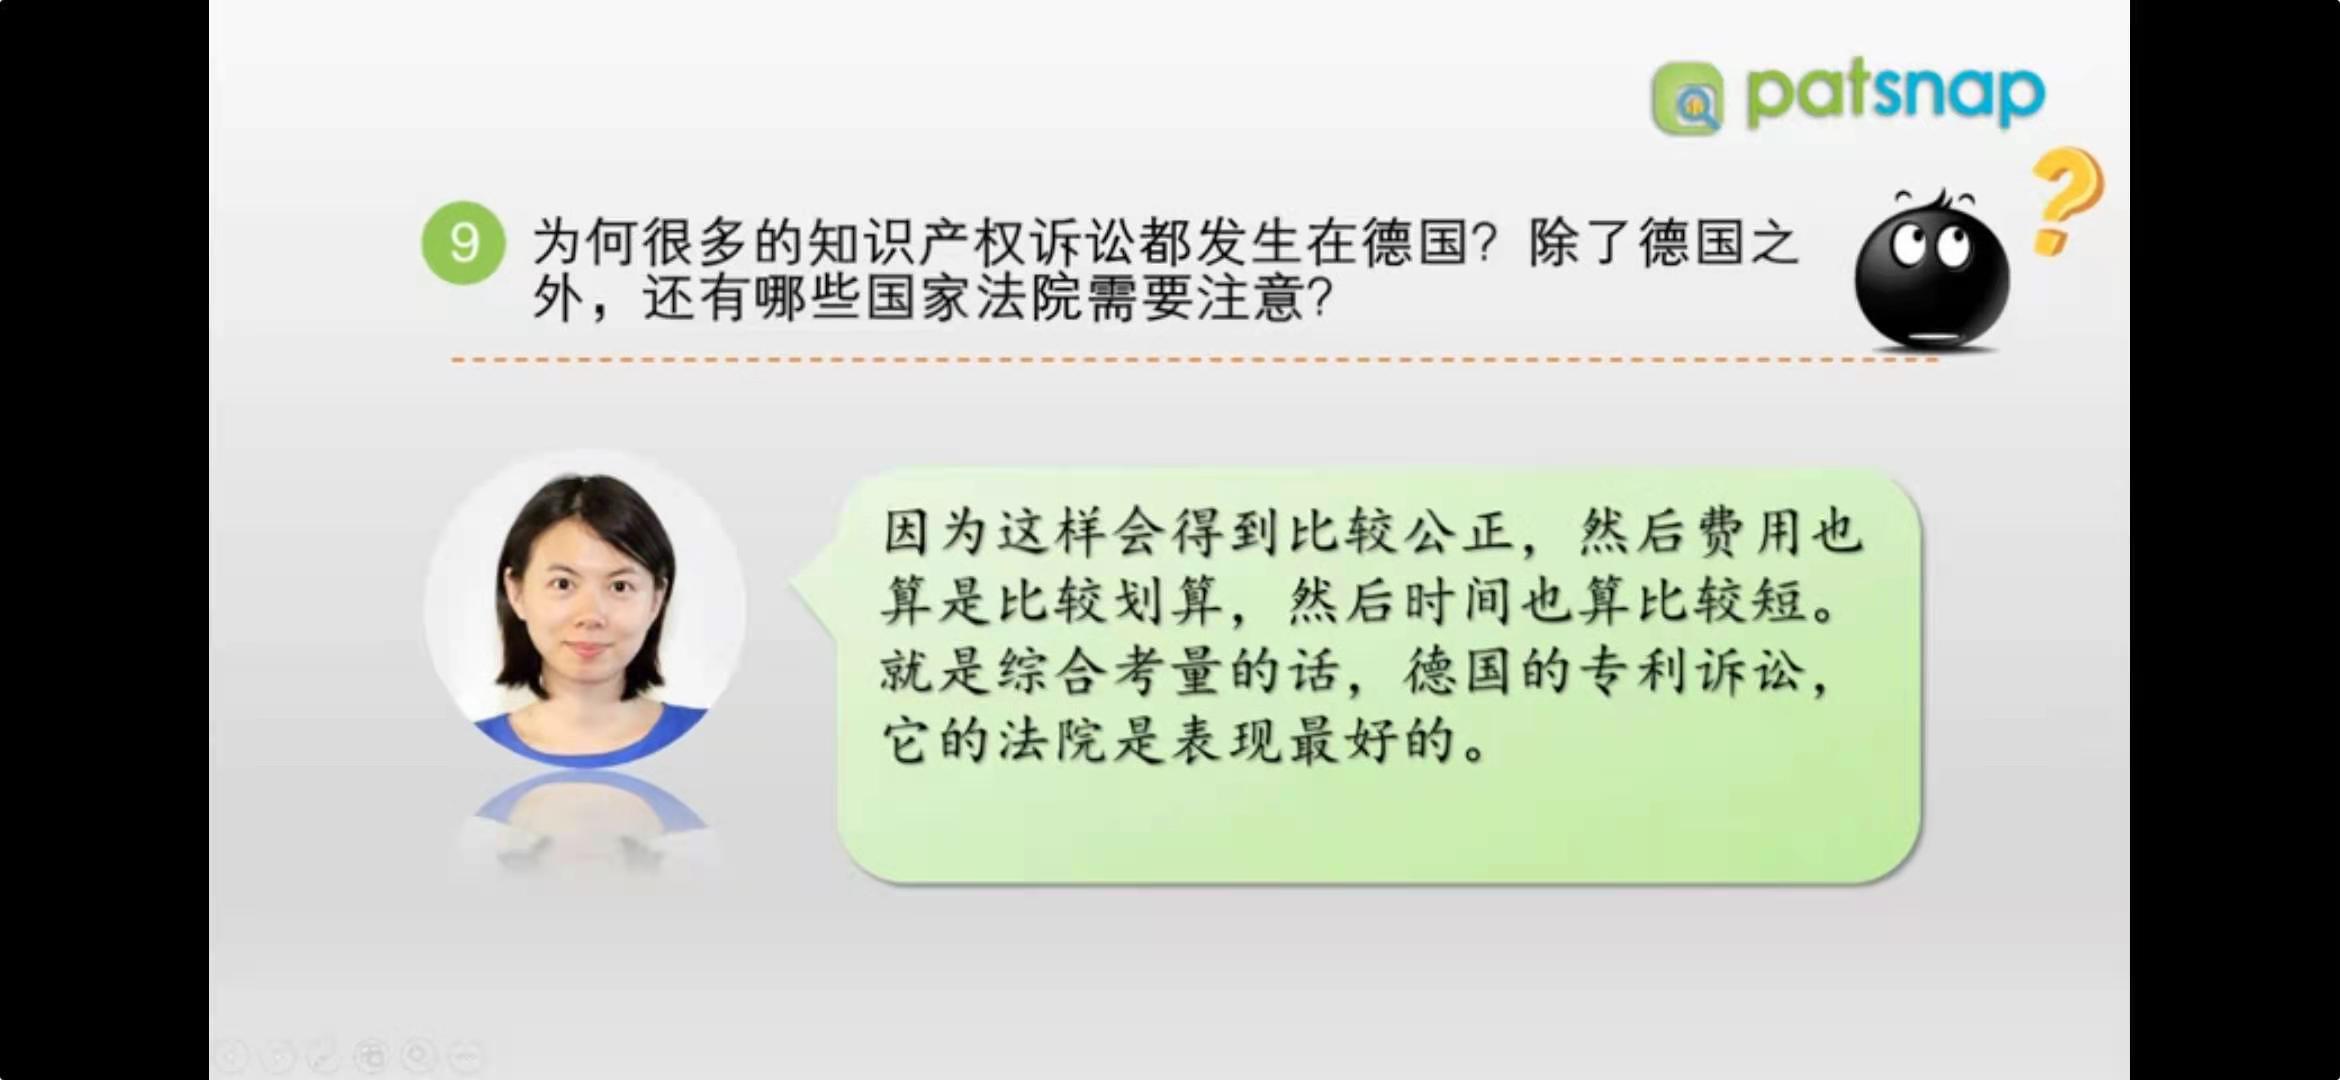 patsnap
9 为何很多的知识产权诉讼都发生在德国？除了德国之
外，还有哪些国家法院需要注意？
因为这样会得到比较公正，然后费用也
算是比较划算，然后时间也算比较短。
就是综合考量的话，德国的专利诉讼，
它的法院是表现最好的。